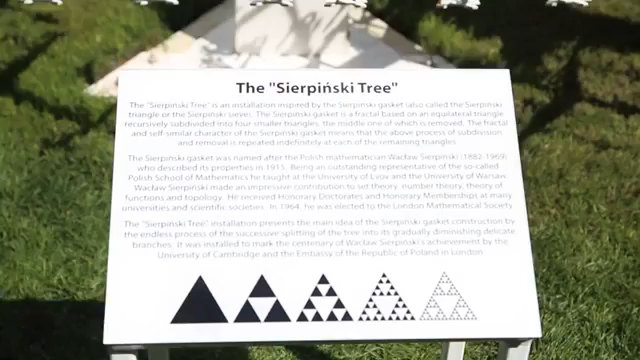 The "Sierpiński Tree"
The "Sierpiński Tree" is an installation inspired by the Sierpinski gasket (also called the Sierpinski
triangle or the Sierpinski sieve). The Sierpinski gasket is a fractal based on an equilateral triangle
recursively subdivided into four smaller triangles, the middle one of which is removed. The fractal
and self similar character of the Sierpinski gasket means that the above process of subdivision
and removal is repeated indefinitely at each of the remaining triangles.
The Sierpinski gasket was named after the Polish mathematician Wacław Sierpiński (1882-1969)
who described its properties in 1915. Being an outstanding representative of the so-called
Polish School of Mathematics he taught at the University of Lvov and the University of Warsaw.
Wacław Sierpiński made an impressive contribution to set theory, number theory, theory of
functions and topology. He received Honorary Doctorates and Honorary Memberships at many
universities and scientific societies. In 1964, he was elected to the London Mathematical Society.
The "Sierpiński Tree" installation presents the main idea of the Sierpinski gasket construction by
the endless process of the successive splitting of the tree into its gradually diminishing delicate
branches. It was installed to mark the centenary of Wacław Sierpiński's achievement by the
University of Cambridge and the Embassy of the Republic of Poland in London.